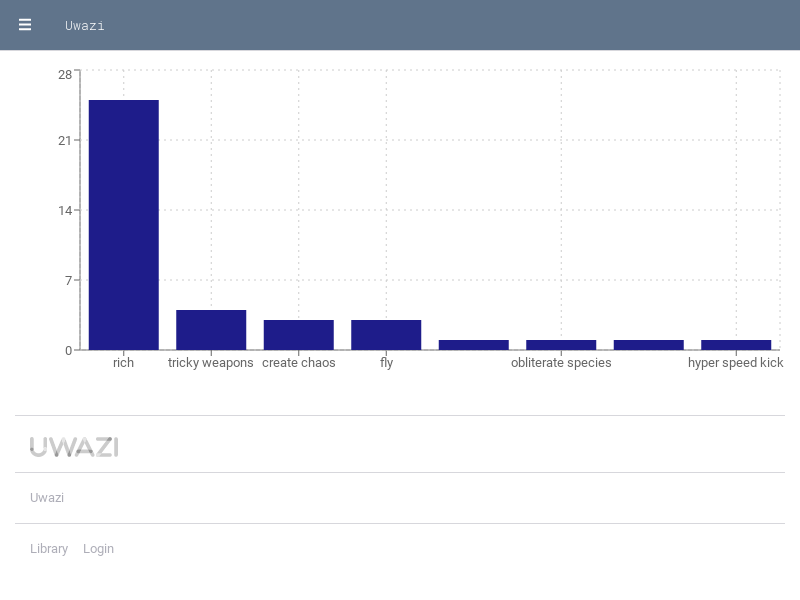 Uwazi
28
21
14
7
0
rich tricky weapons create chaos fly obliterate species hyper speed kick
UWAZI
Uwazi
Library Login